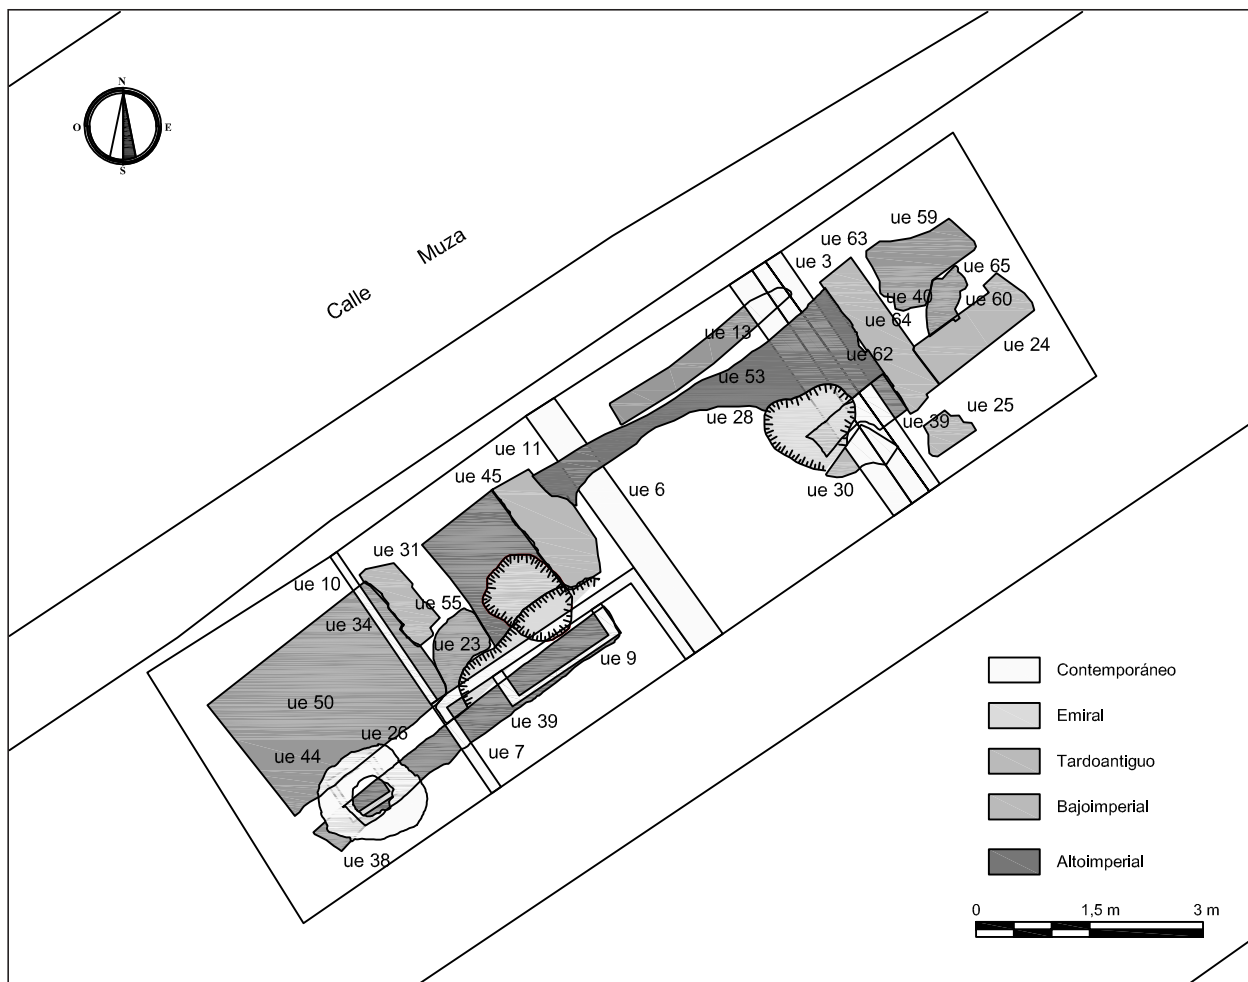 N
O
E
S
Calle Muza
ue 59
ue 63
ue 3
ue 65
ue 40
ue 60
ue 64
ue 13
ue 24
ue 62
ue 53
ue 25
ue 28
ue 39
ue 11
ue 45
ue 6
ue 30
ue 31
ue 10
ue 55
ue 34
ue 23
ue 9
ue 50
ue 39
ue 26
ue 7
ue 44
ue 38
Contemporáneo
Emiral
Tardoantiguo
Bajoimperial
Altoimperial
0 1,5 m 3 m